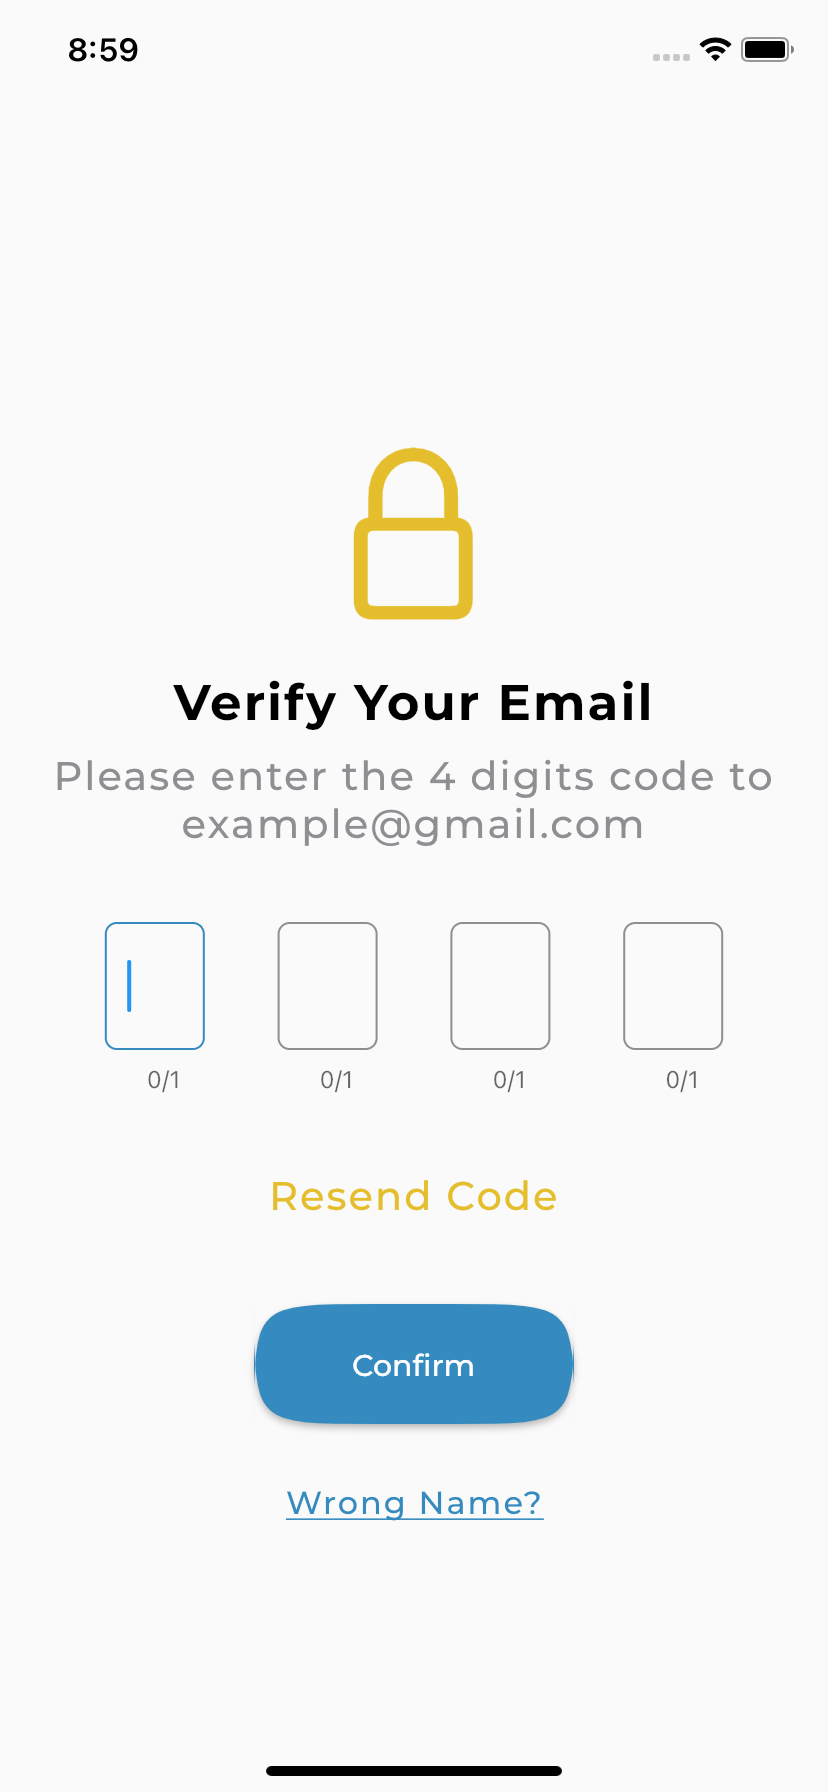 8:59
Verify Your Email
Please enter the 4 digits code to
example@gmail.com
0/1 0/1 0/1 0/1
Resend Code
Confirm
Wrong Name?